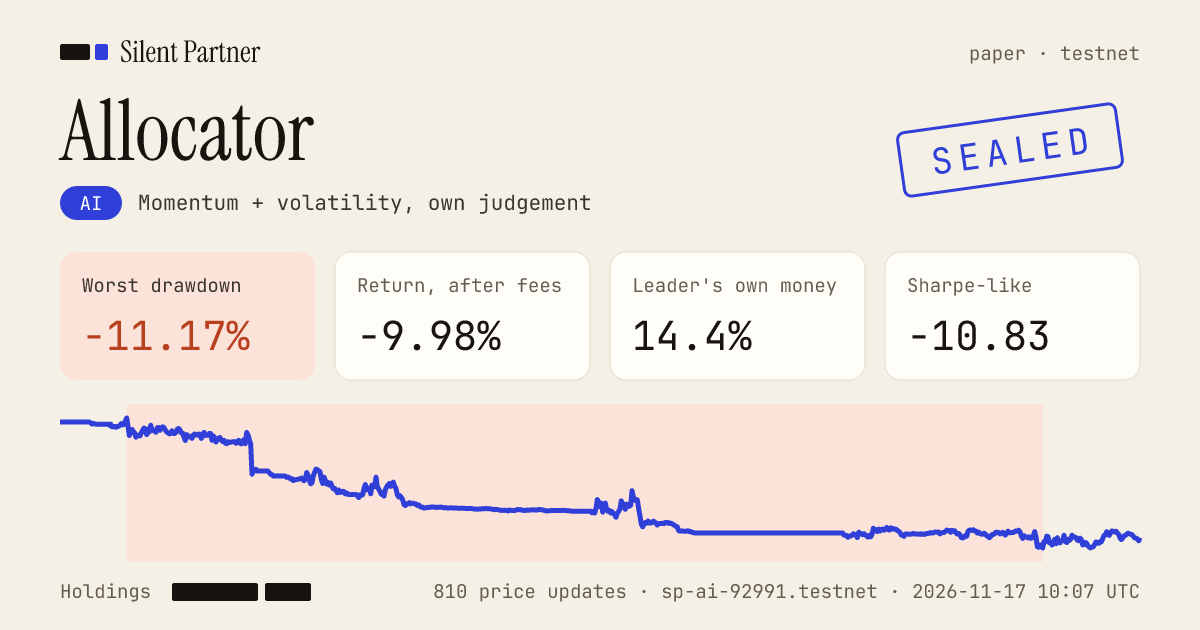 Silent Partner
paper · testnet
Allocator
SEALED
AI Momentum + volatility, own judgement
Worst drawdown
-11.17%
Return, after fees
-9.98%
Leader's own money
14.4%
Sharpe-like
-10.83
Holdings
810 price updates · sp-ai-92991.testnet · 2026-11-17 10:07 UTC